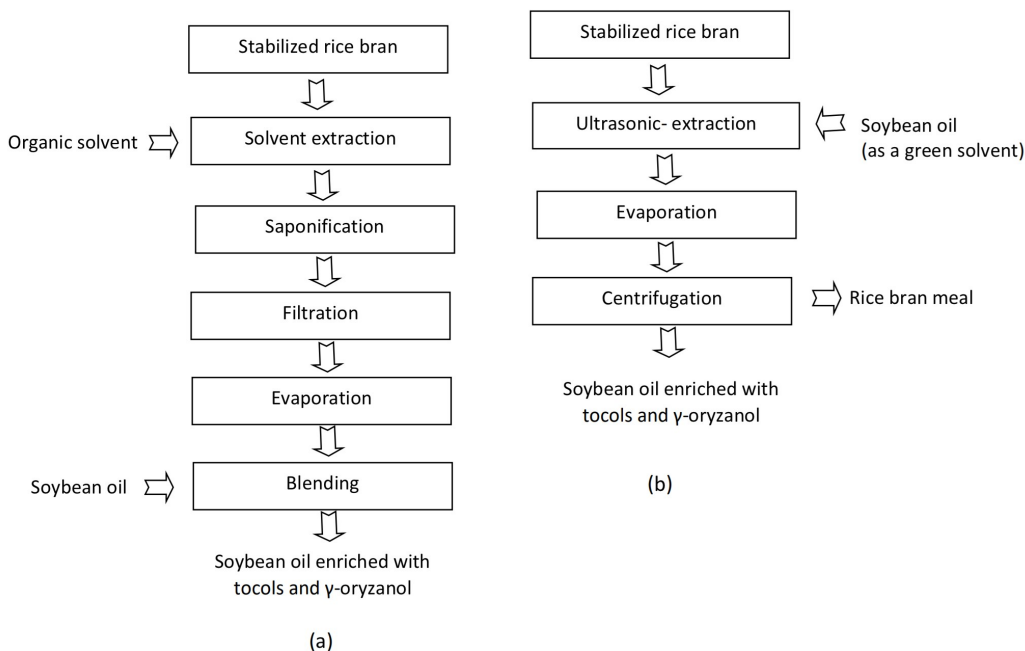 Stabilized rice bran
Organic solvent
Solvent extraction
Saponification
Filtration
Evaporation
Soybean oil
Blending
Soybean oil enriched with
tocols and γ-oryzanol
(a)
Stabilized rice bran
Ultrasonic- extraction
Soybean oil
(as a green solvent)
Evaporation
Centrifugation
Rice bran meal
Soybean oil enriched with
tocols and γ-oryzanol
(b)